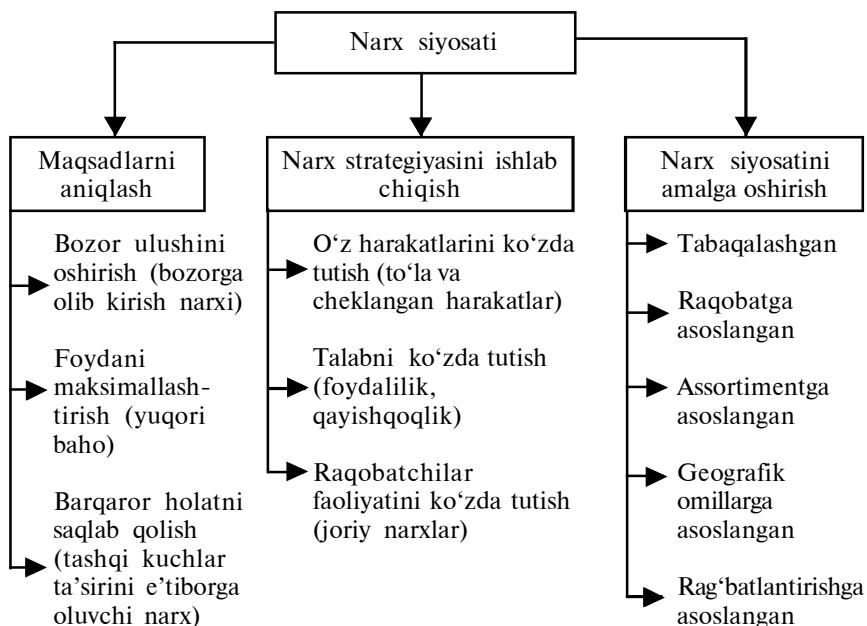 Narx siyosati
Maqsadlarni
aniqlash
Bozor ulushini
oshirish (bozorga
olib kirish narxi)
Foydani
maksimallash-
tirish (yuqori
baho)
Barqaror holatni
saqlab qolish
(tashqi kuchlar
ta’sirini e’tiborga
oluvchi narx)
Narx strategiyasini ishlab
chiqish
O‘z harakatlarini ko‘zda
tutish (to‘la va
cheklangan harakatlar)
Talabni ko‘zda tutish
(foydalilik,
qayishqoqlik)
Raqobatchilar
faoliyatini ko‘zda tutish
(joriy narxlar)
Narx siyosatini
amalga oshirish
Tabaqalashgan
Raqobatga
asoslangan
Assortimentga
asoslangan
Geografik
omillarga
asoslangan
Rag‘batlantirishga
asoslangan